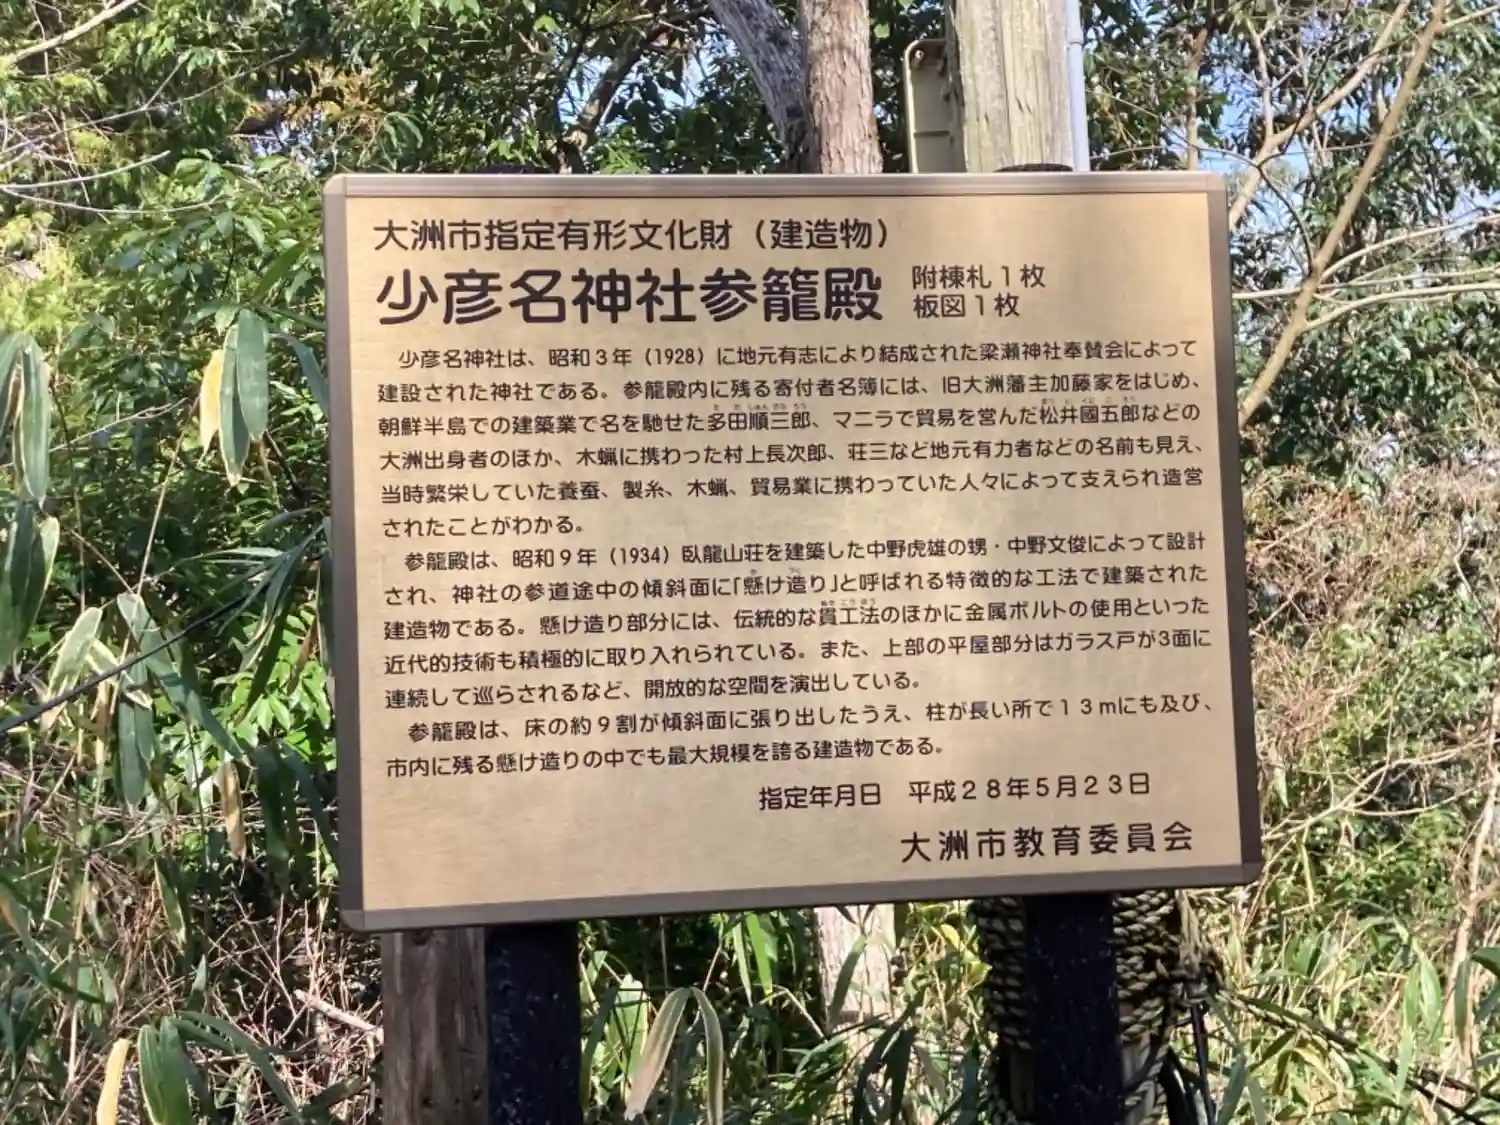 大洲市指定有形文化財（建造物）
少彦名神社参籠殿
附棟札１枚
板図１枚
少彦名神社は、昭和３年（1928）に地元有志により結成された梁瀬神社奉賛会によって
建設された神社である。参籠殿内に残る寄付者名簿には、旧大洲藩主加藤家をはじめ、
朝鮮半島での建築業で名を馳せた多田順三郎、マニラで貿易を営んだ松井國五郎などの
大洲出身者のほか、木蝋に携わった村上長次郎、荘三など地元有力者などの名前も見え、
当時繁栄していた養蚕、製糸、木蝋、貿易業に携わっていた人々によって支えられ造営
されたことがわかる。
参籠殿は、昭和９年（1934）臥龍山荘を建築した中野虎雄の甥・中野文俊によって設計
され、神社の参道途中の傾斜面に｢懸け造り｣と呼ばれる特徴的な工法で建築された
建造物である。懸け造り部分には、伝統的な貫工法のほかに金属ボルトの使用といった
近代的技術も積極的に取り入れられている。また、上部の平屋部分はガラス戸が3面に
連続して巡らされるなど、開放的な空間を演出している。
参籠殿は、床の約９割が傾斜面に張り出したうえ、柱が長い所で１３ｍにも及び、
市内に残る懸け造りの中でも最大規模を誇る建造物である。
指定年月日　平成２８年５月２３日
大洲市教育委員会